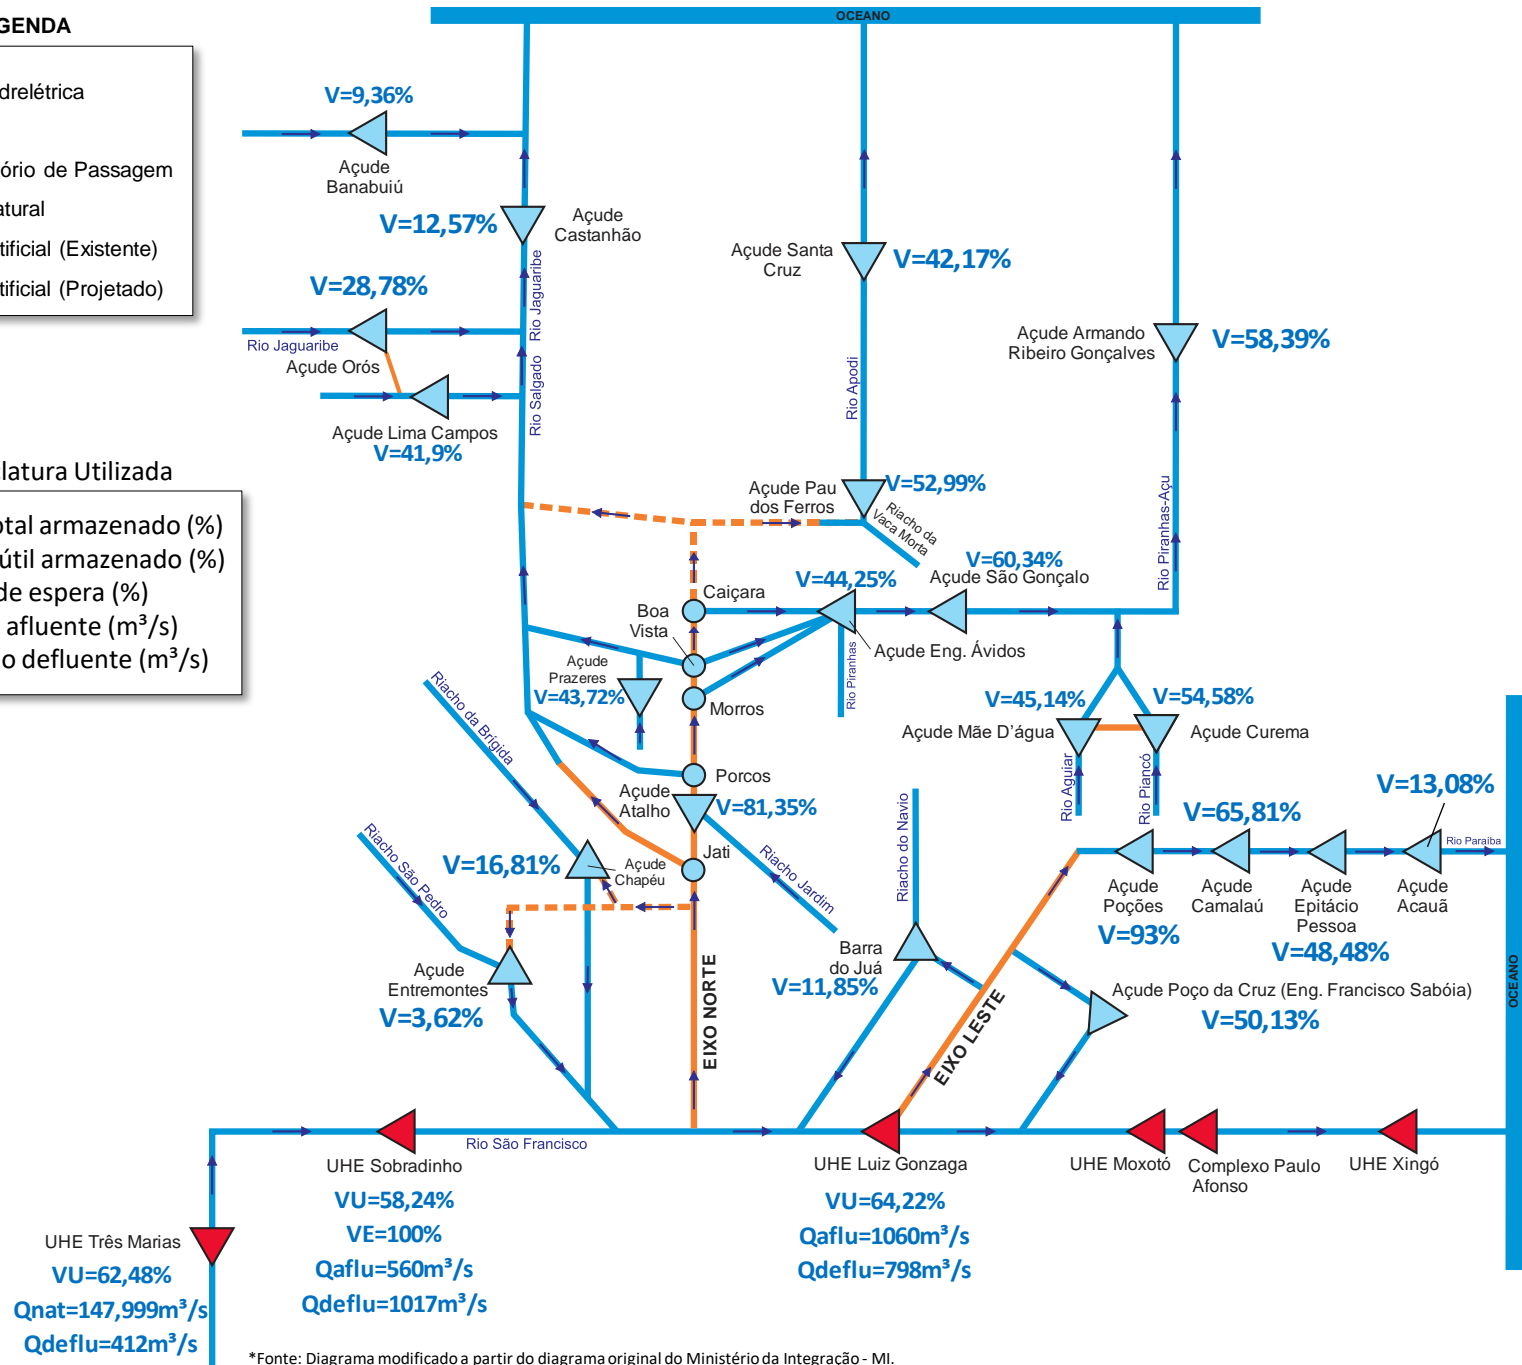 OCEANO
GENDA
drelétrica
ório de Passagem
atural
tificial (Existente)
tificial (Projetado)
V=9,36%
Açude
Banabuiú
V=12,57%
Açude
Castanhão
Açude Santa
Cruz
V=42,17%
V=28,78%
Rio Jaguaribe
Rio Jaguaribe
Açude Orós
Açude Armando
Ribeiro Gonçalves
V=58,39%
Rio Salgado
Rio Apodi
Açude Lima Campos
V=41,9%
clatura Utilizada
otal armazenado (%)
útil armazenado (%)
de espera (%)
afluente (m³/s)
o defluente (m³/s)
Açude Pau
dos Ferros
V=52,99%
Riacho da
Vaca Morta
Rio Piranhas-Açu
V=60,34%
Açude São Gonçalo
V=44,25%
Caiçara
Boa
Vista
Açude Eng. Ávidos
Rio Piranhas
Açude
Prazeres
V=43,72%
Morros
Riacho da Brígida
V=45,14%
V=54,58%
Açude Mãe D'água
Açude Curema
Rio Aguiar
Rio Piancó
Porcos
Açude
Atalho
V=81,35%
Riacho do Navio
V=13,08%
V=65,81%
Rio Paraíba
Jati
Riacho Jardim
Riacho São Pedro
V=16,81%
Açude
Chapéu
Açude
Poções
V=93%
Açude
Camalaú
Açude
Epitácio
Pessoa
V=48,48%
Açude
Acauã
Barra
do Juá
V=11,85%
Açude
Entremontes
V=3,62%
EIXO NORTE
EIXO LESTE
Açude Poço da Cruz (Eng. Francisco Sabóia)
V=50,13%
OCEANO
Rio São Francisco
UHE Sobradinho
VU=58,24%
VE=100%
Qaflu=560m³/s
Qdeflu=1017m³/s
UHE Luiz Gonzaga
VU=64,22%
Qaflu=1060m³/s
Qdeflu=798m³/s
UHE Moxotó
Complexo Paulo
Afonso
UHE Xingó
UHE Três Marias
VU=62,48%
Qnat=147,999m³/s
Qdeflu=412m³/s
*Fonte: Diagrama modificado a partir do diagrama original do Ministério da Integração - MI.